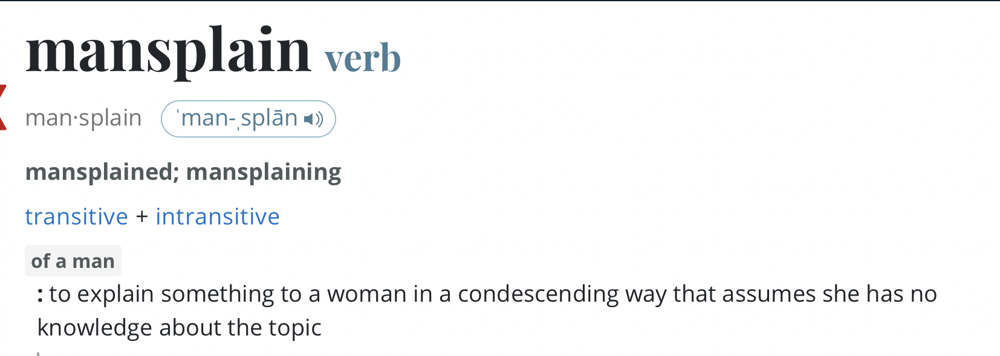 mansplain verb
man·splain ˈman-ˌsplān
mansplained; mansplaining
transitive + intransitive
of a man
: to explain something to a woman in a condescending way that assumes she has no
knowledge about the topic